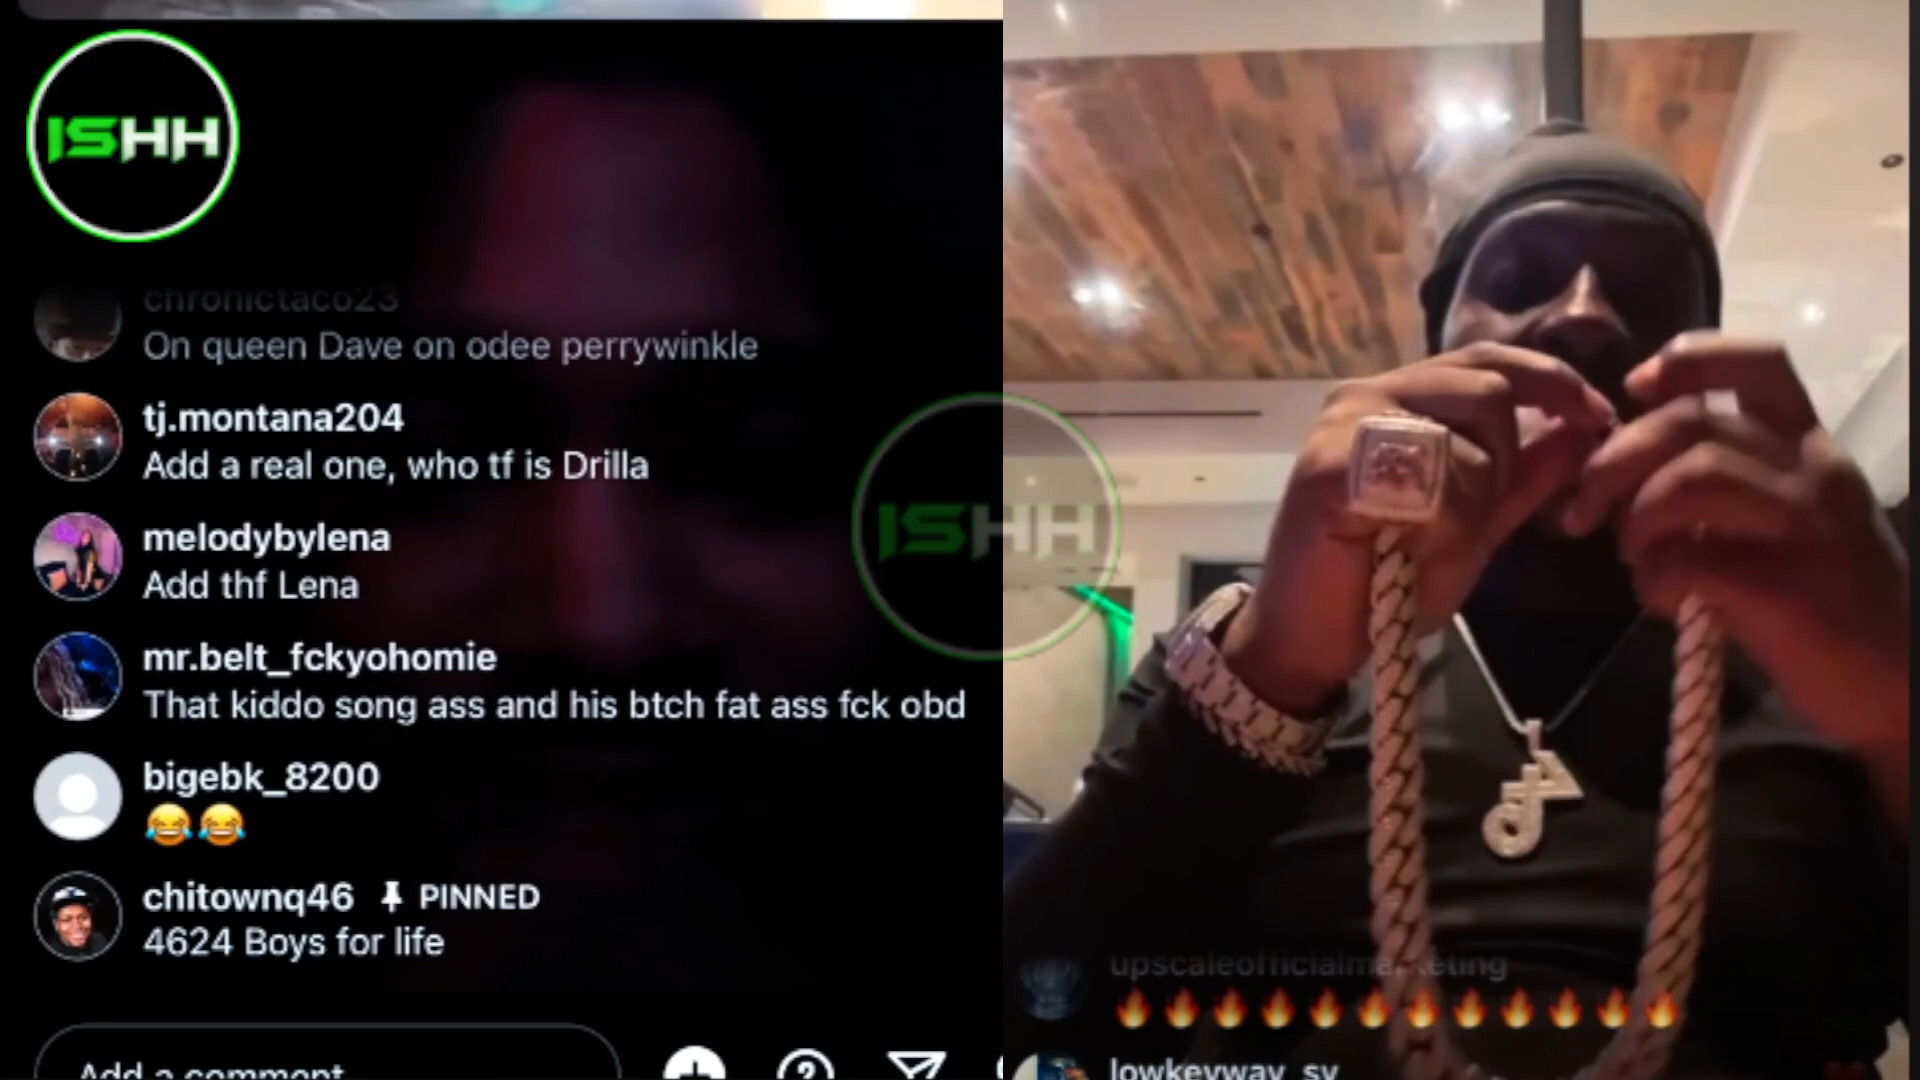 ISHH
chronictaco23
On queen Dave on odee perrywinkle
tj.montana204
Add a real one, who tf is Drilla
melodybylena
Add thf Lena
mr.belt_fckyohomie
That kiddo song ass and his btch fat ass fck obd
bigebk_8200
😂😂
chitownq46 PINNED
4624 Boys for life
Add a comment
ISHH
upscaleofficialmarketing
🔥🔥🔥🔥🔥🔥🔥🔥🔥🔥🔥🔥
lowkeyway_sv